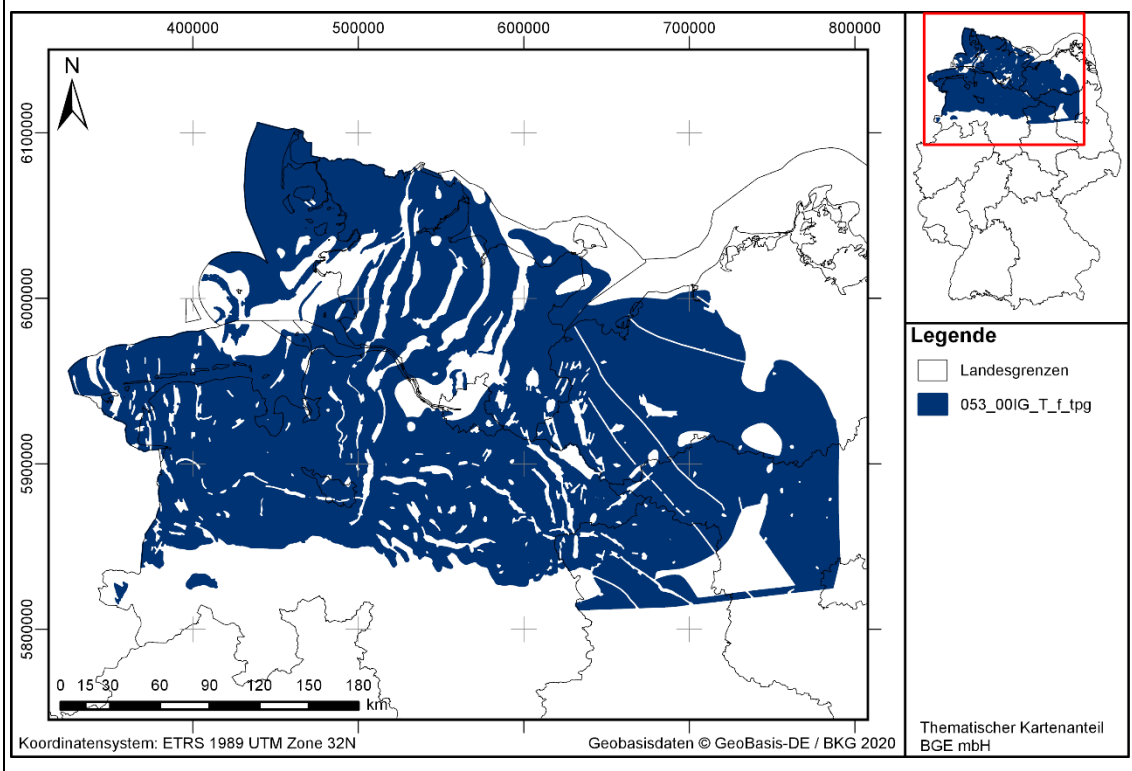 400000 500000 600000 700000 800000
N
6100000
6000000
5900000
5800000
0 15 30 60 90 120 150 180
km
Koordinatensystem: ETRS 1989 UTM Zone 32N
Geobasisdaten © GeoBasis-DE / BKG 2020
Legende
Landesgrenzen
053_00IG_T_f_tpg
Thematischer Kartenanteil
BGE mbH